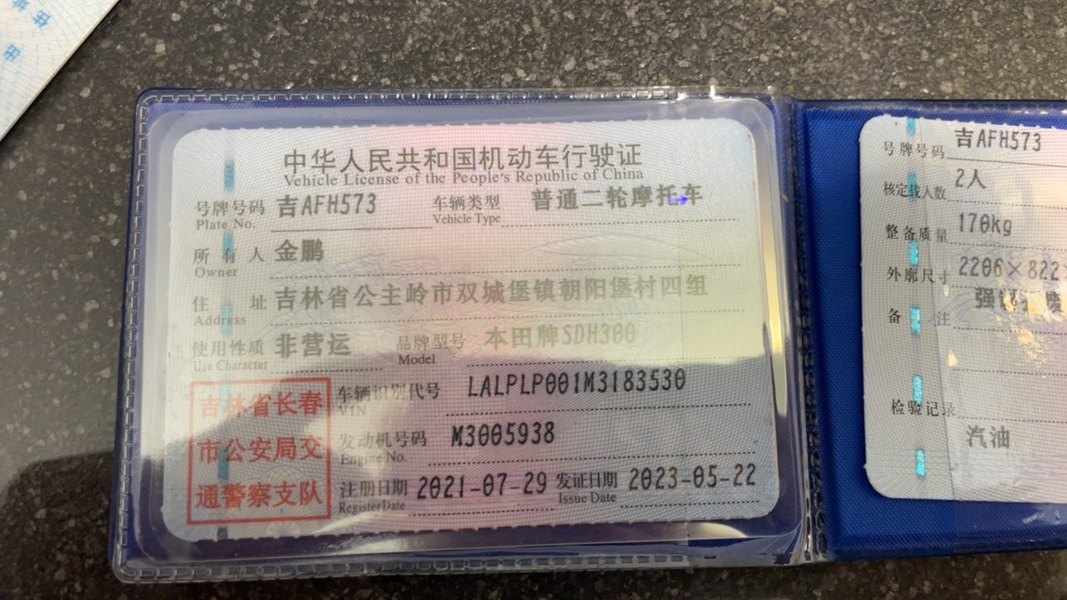 中华人民共和国机动车行驶证
Vehicle License of the People's Republic of China
号牌号码 吉AFH573 车辆类型 普通二轮摩托车
Plate No. Vehicle Type
所有人 金鹏
Owner
住址 吉林省公主岭市双城堡镇朝阳堡村四组
Address
使用性质 非营运 品牌型号 本田牌SDH300
Use Character Model
吉林省长春
市公安局交
通警察支队
车辆识别代号 LALPLP001M3183530
VIN
发动机号码 M3005938
Engine No.
注册日期 2021-07-29 发证日期 2023-05-22
Register Date Issue Date
号牌号码 吉AFH573
核定载人数 2人
整备质量 170kg
外廓尺寸 2206×822
备注 强
检验记录
汽油